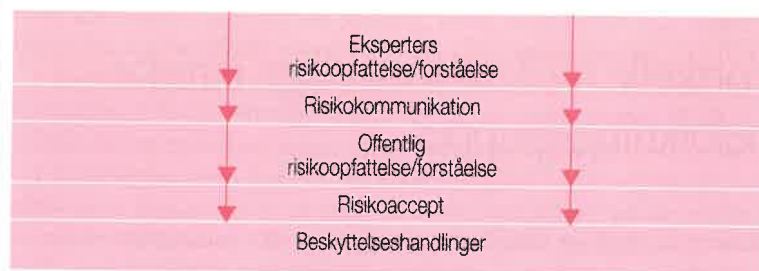 Eksperters
risikoopfattelse/forståelse
Risikokommunikation
Offentlig
risikoopfattelse/forståelse
Risikoaccept
Beskyttelseshandlinger